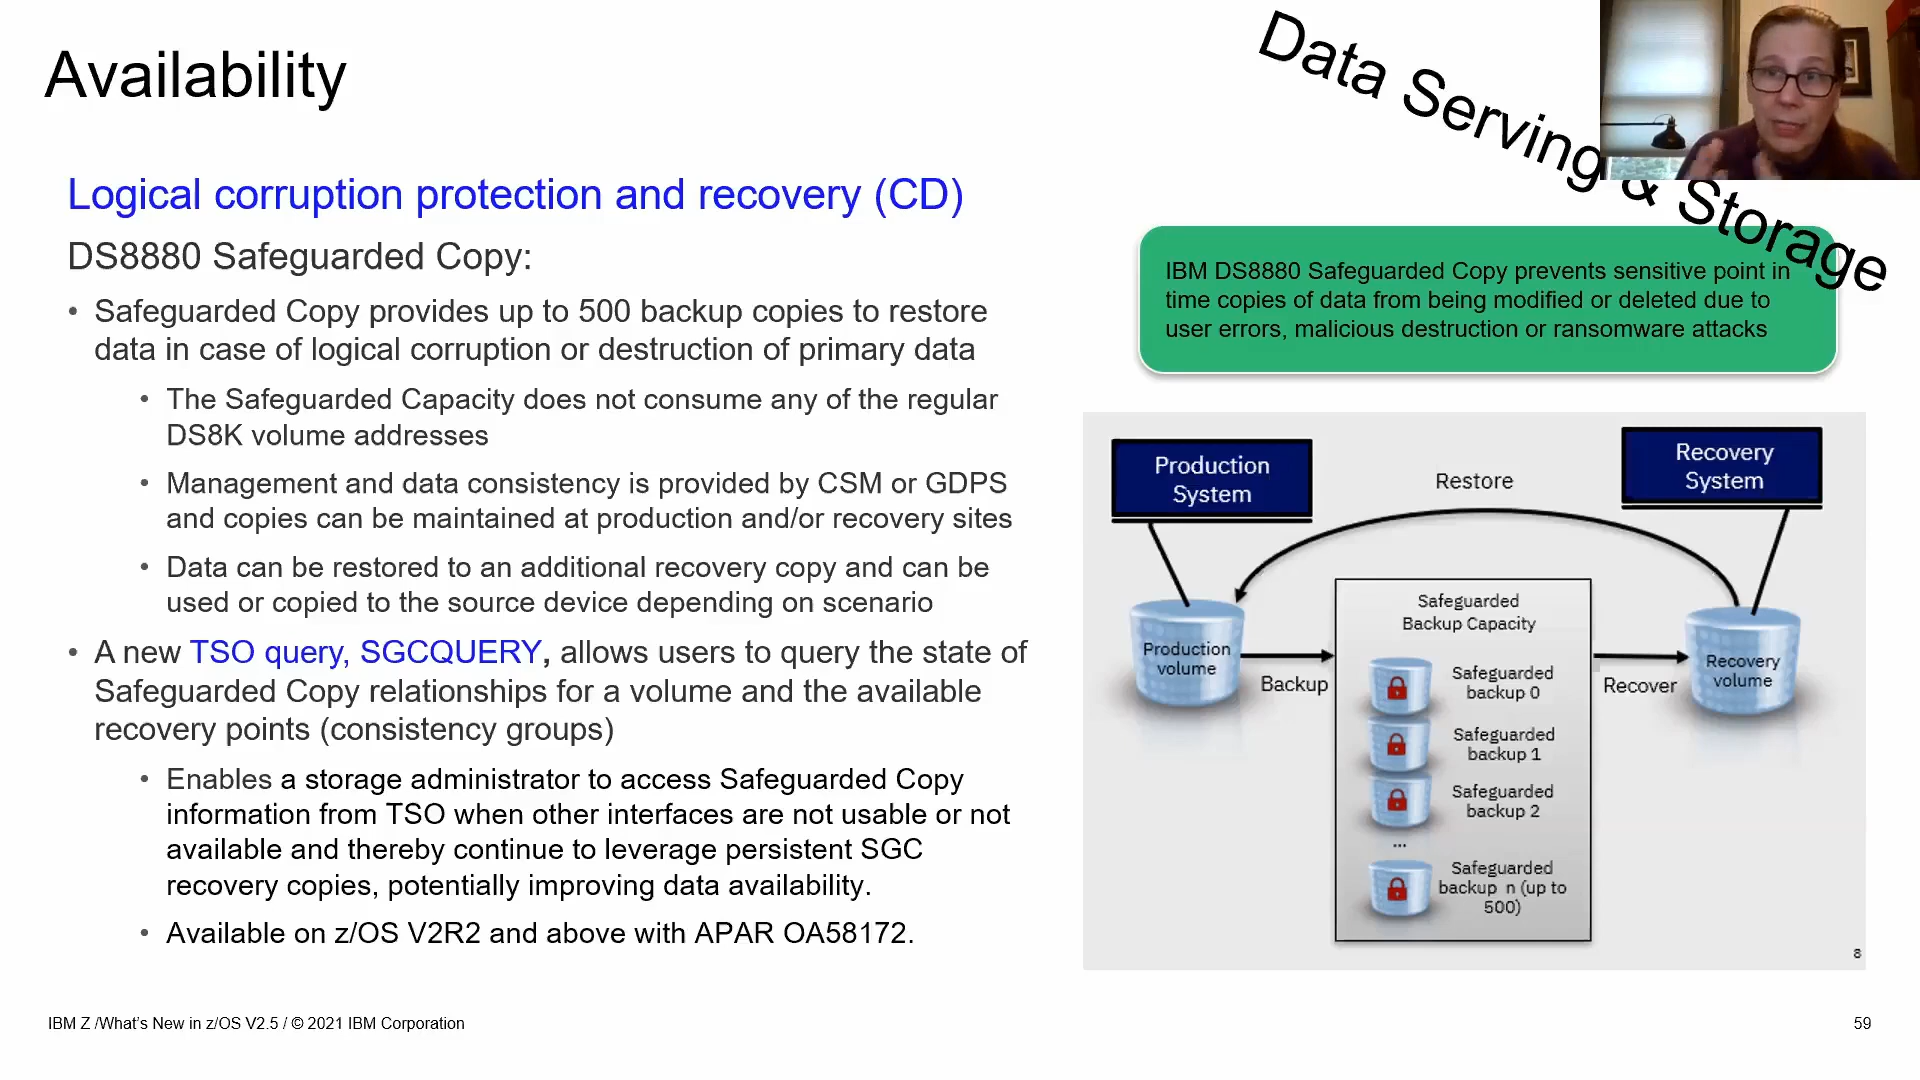 Availability
Data Serving & Storage
Logical corruption protection and recovery (CD)
DS8880 Safeguarded Copy:
• Safeguarded Copy provides up to 500 backup copies to restore
data in case of logical corruption or destruction of primary data
• The Safeguarded Capacity does not consume any of the regular
DS8K volume addresses
• Management and data consistency is provided by CSM or GDPS
and copies can be maintained at production and/or recovery sites
• Data can be restored to an additional recovery copy and can be
used or copied to the source device depending on scenario
• A new TSO query, SGCQUERY, allows users to query the state of
Safeguarded Copy relationships for a volume and the available
recovery points (consistency groups)
• Enables a storage administrator to access Safeguarded Copy
information from TSO when other interfaces are not usable or not
available and thereby continue to leverage persistent SGC
recovery copies, potentially improving data availability.
• Available on z/OS V2R2 and above with APAR OA58172.
IBM DS8880 Safeguarded Copy prevents sensitive point in
time copies of data from being modified or deleted due to
user errors, malicious destruction or ransomware attacks
Production
System
Restore
Recovery
System
Production
volume
Backup
Safeguarded
Backup Capacity
Safeguarded
backup 0
Safeguarded
backup 1
Safeguarded
backup 2
...
Safeguarded
backup n (up to
500)
Recover
Recovery
volume
8
IBM Z /What's New in z/OS V2.5 / © 2021 IBM Corporation
59